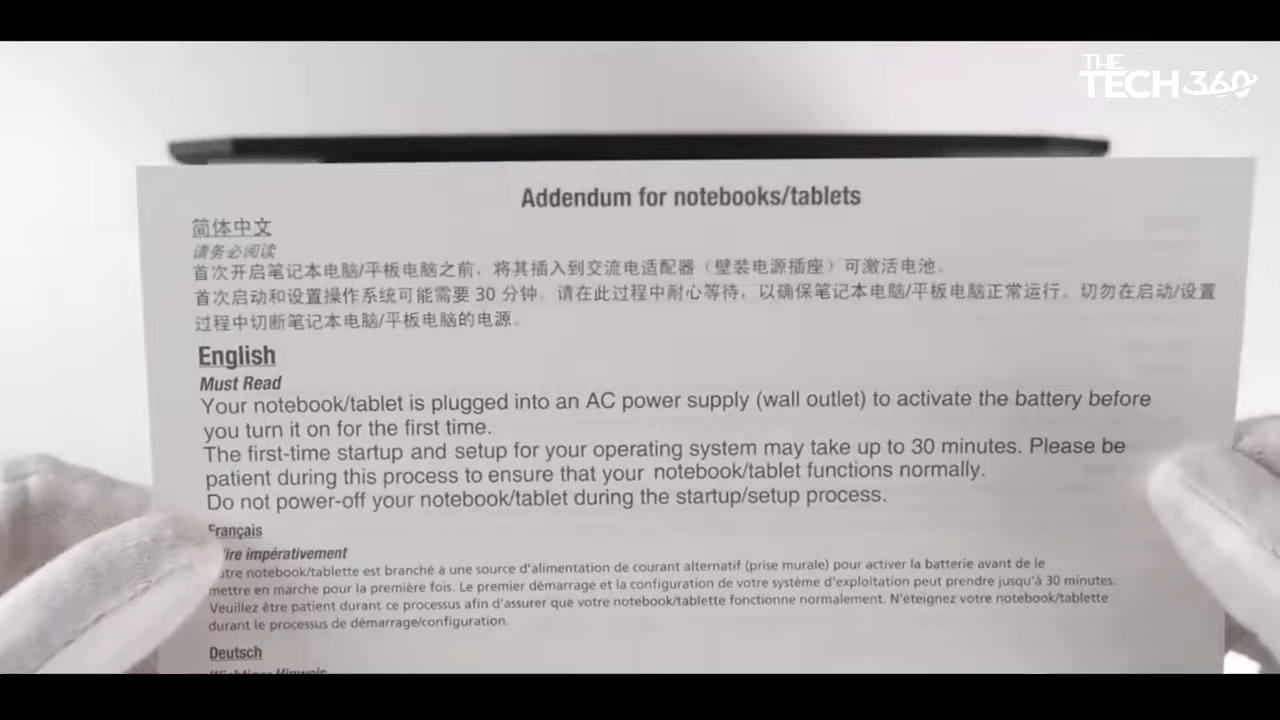 THE
TECH 360
Addendum for notebooks/tablets
简体中文
请务必阅读
首次开启笔记本电脑/平板电脑之前，将其插入到交流电适配器（壁装电源插座）可激活电池。
首次启动和设置操作系统可能需要 30 分钟。请在此过程中耐心等待，以确保笔记本电脑/平板电脑正常运行。切勿在启动/设置
过程中切断笔记本电脑/平板电脑的电源。
English
Must Read
Your notebook/tablet is plugged into an AC power supply (wall outlet) to activate the battery before
you turn it on for the first time.
The first-time startup and setup for your operating system may take up to 30 minutes. Please be
patient during this process to ensure that your notebook/tablet functions normally.
Do not power-off your notebook/tablet during the startup/setup process.
Français
impérativement
notebook/tablette est branché à une source d'alimentation de courant alternatif (prise murale) pour activer la batterie avant de le
mettre en marche pour la première fois. Le premier démarrage et la configuration de votre système d'exploitation peut prendre jusqu'à 30 minutes.
Veuillez être patient durant ce processus afin d'assurer que votre notebook/tablette fonctionne normalement. N'éteignez votre notebook/tablette
durant le processus de démarrage/configuration.
Deutsch